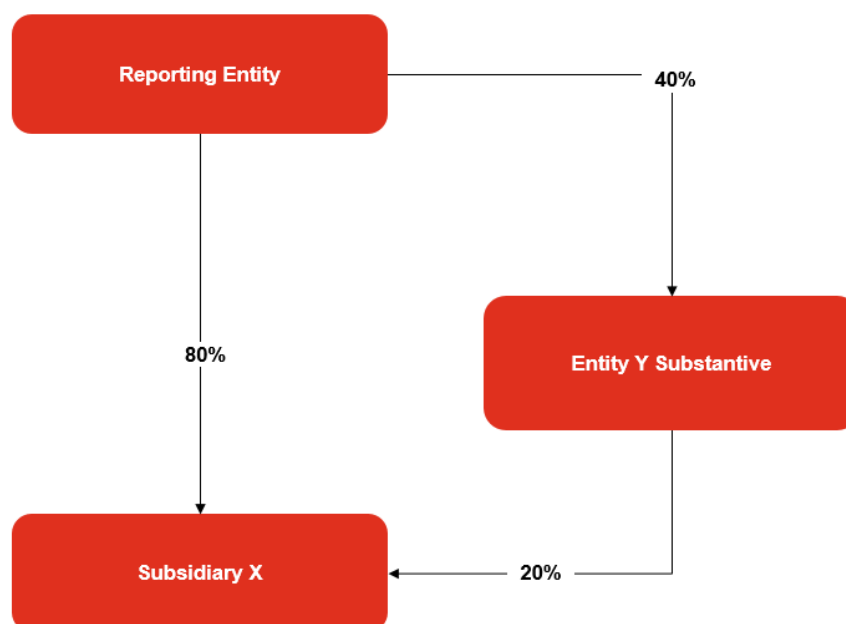 Reporting Entity
40%
80%
Entity Y Substantive
Subsidiary X
20%